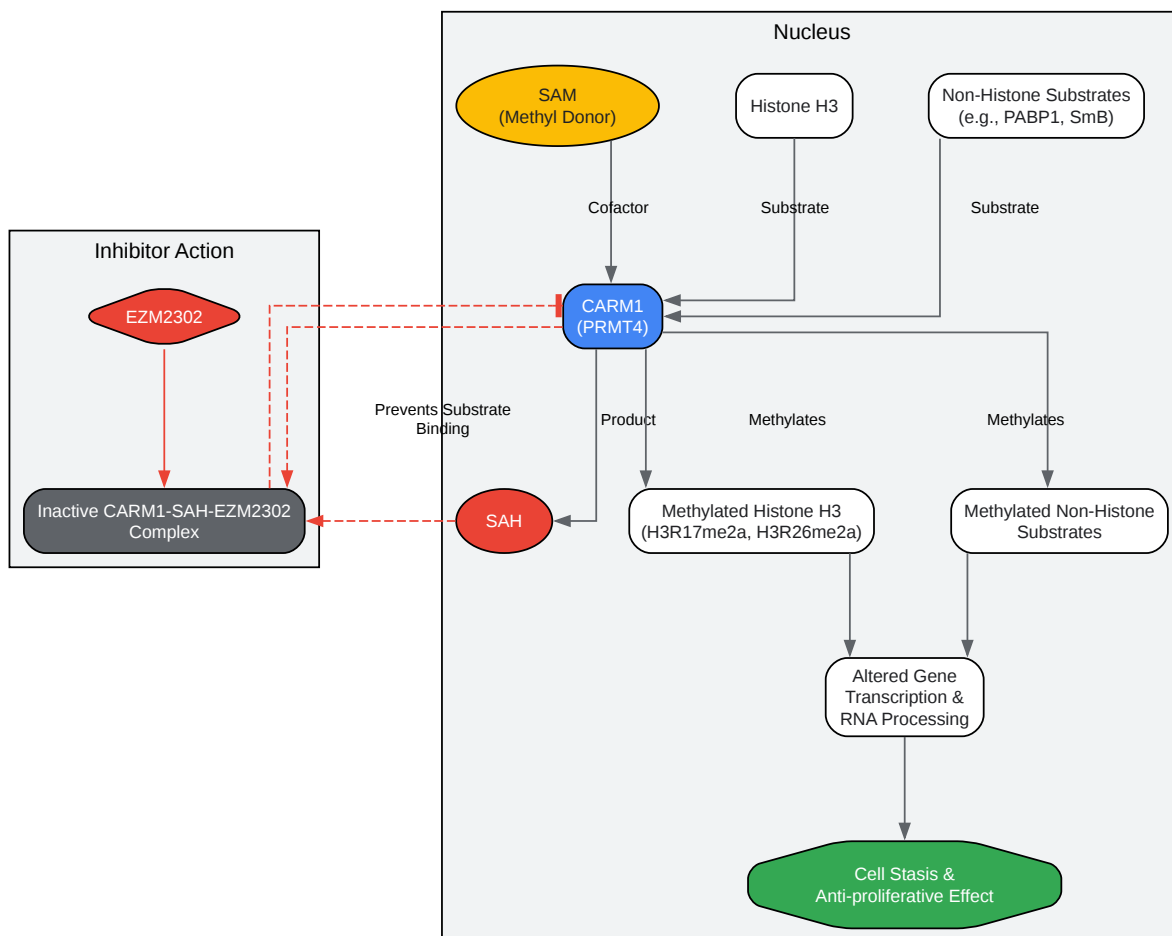 Nucleus
SAM
(Methyl Donor)
Histone H3
Non-Histone Substrates
(e.g., PABP1, SmB)
Cofactor
Substrate
Substrate
Inhibitor Action
EZM2302
CARM1
(PRMT4)
Prevents Substrate
Binding
Product
Methylates
Methylates
Inactive CARM1-SAH-EZM2302
Complex
SAH
Methylated Histone H3
(H3R17me2a, H3R26me2a)
Methylated Non-Histone
Substrates
Altered Gene
Transcription &
RNA Processing
Cell Stasis &
Anti-proliferative Effect